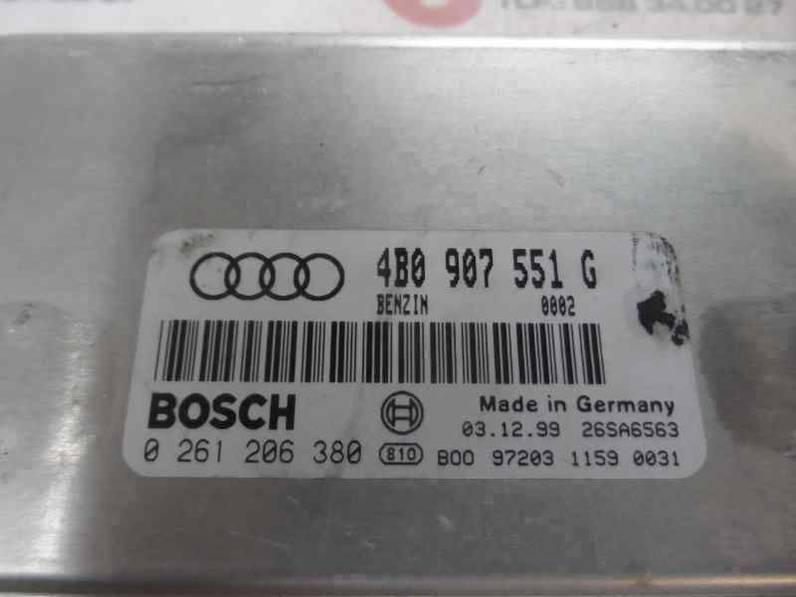 4B0 907 551 G
BENZIN 0002
BOSCH
Made in Germany
03.12.99 26SA6563
0 261 206 380 810 B00 97203 1159 0031